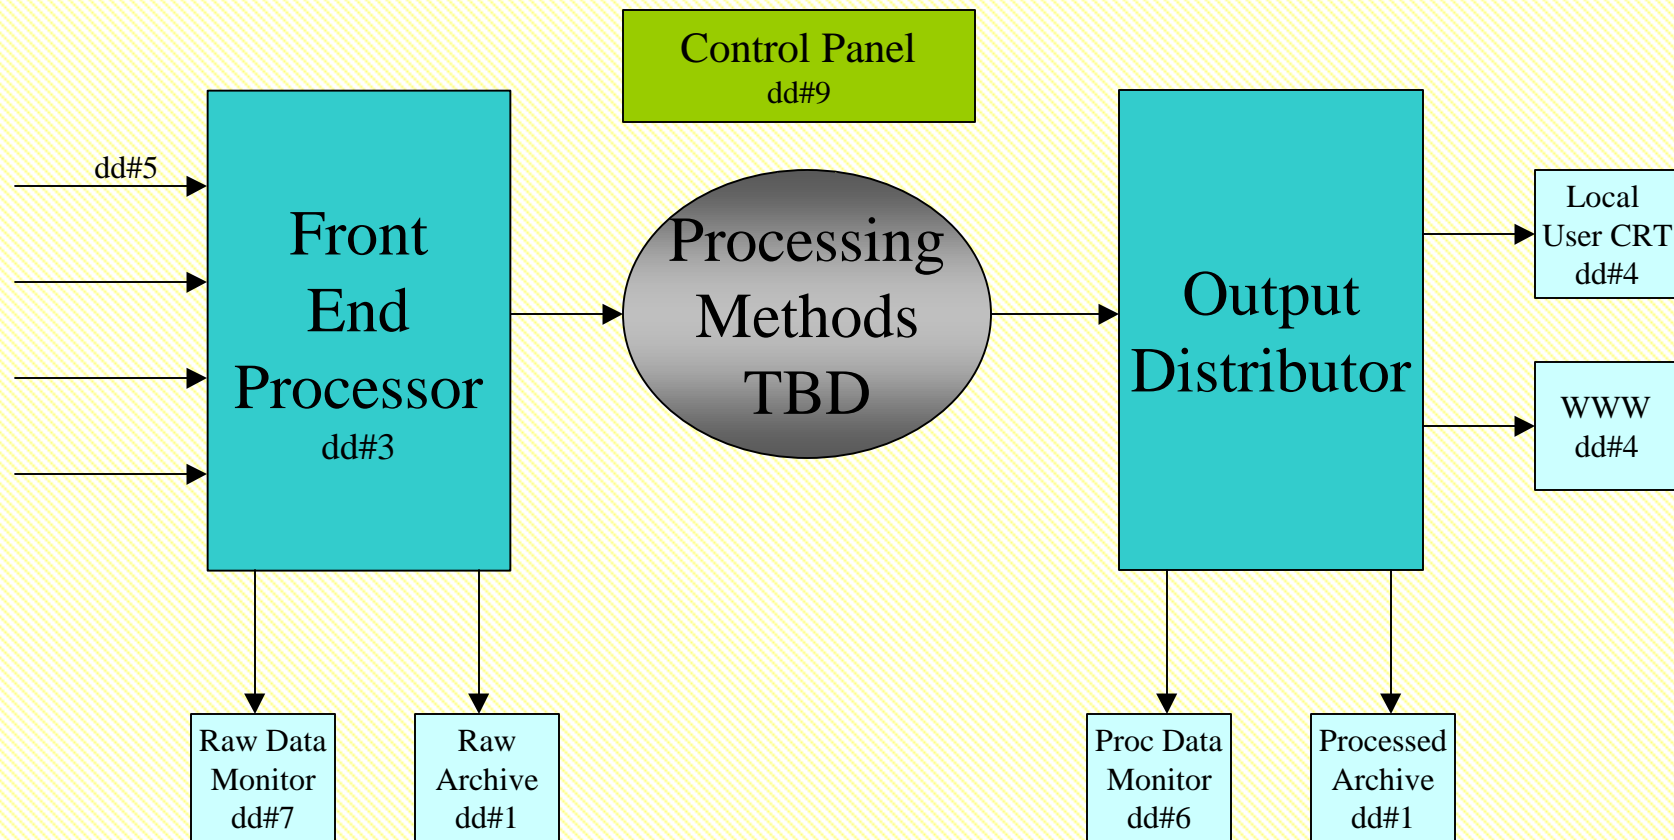 Control Panel
dd#9
dd#5
Front
End
Processor
dd#3
Processing
Methods
TBD
Output
Distributor
Local
User CRT
dd#4
WWW
dd#4
Raw Data
Monitor
dd#7
Raw
Archive
dd#1
Proc Data
Monitor
dd#6
Processed
Archive
dd#1